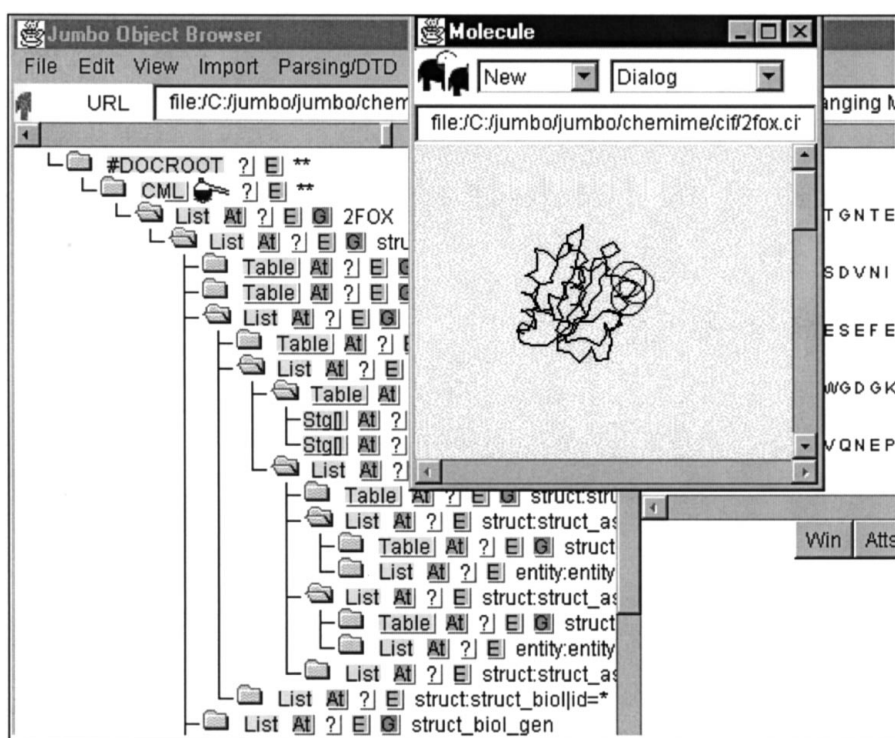 Jumbo Object Browser
File Edit View Import Parsing/DTD
URL file:/C:/jumbo/jumbo/chem
Molecule
New Dialog
file:/C:/jumbo/jumbo/chemime/cif/2fox.ci
anging M
#DOCROOT ? E **
CML ? E **
List At ? E G 2FOX
List At ? E G stru
Table At ? E G
Table At ? E G
List At ? E G
Table At ? E
List At ? E
Table At
Stg[] At ?
Stg[] At ?
List At ?
Table At ? E G struct:stru
List At ? E struct:struct_as
Table At ? E G struct
List At ? E entity:entity
List At ? E struct:struct_as
Table At ? E G struct
List At ? E entity:entity
List At ? E struct:struct_as
List At ? E struct:struct_biol|id=*
List At ? E G struct_biol_gen
TGNTE
SDVNI
ESEFE
WGDGK
VQNEP
Win Atts